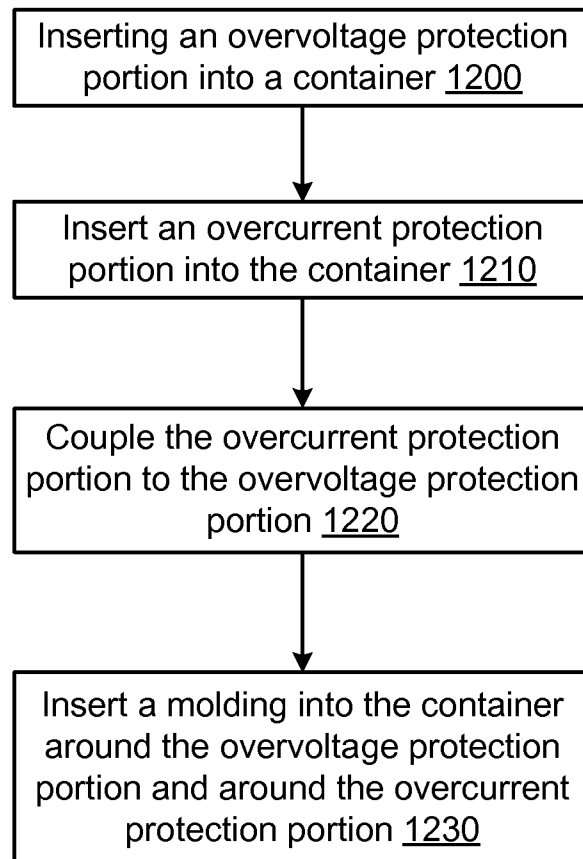 Inserting an overvoltage protection
portion into a container 1200
Insert an overcurrent protection
portion into the container 1210
Couple the overcurrent protection
portion to the overvoltage protection
portion 1220
Insert a molding into the container
around the overvoltage protection
portion and around the overcurrent
protection portion 1230